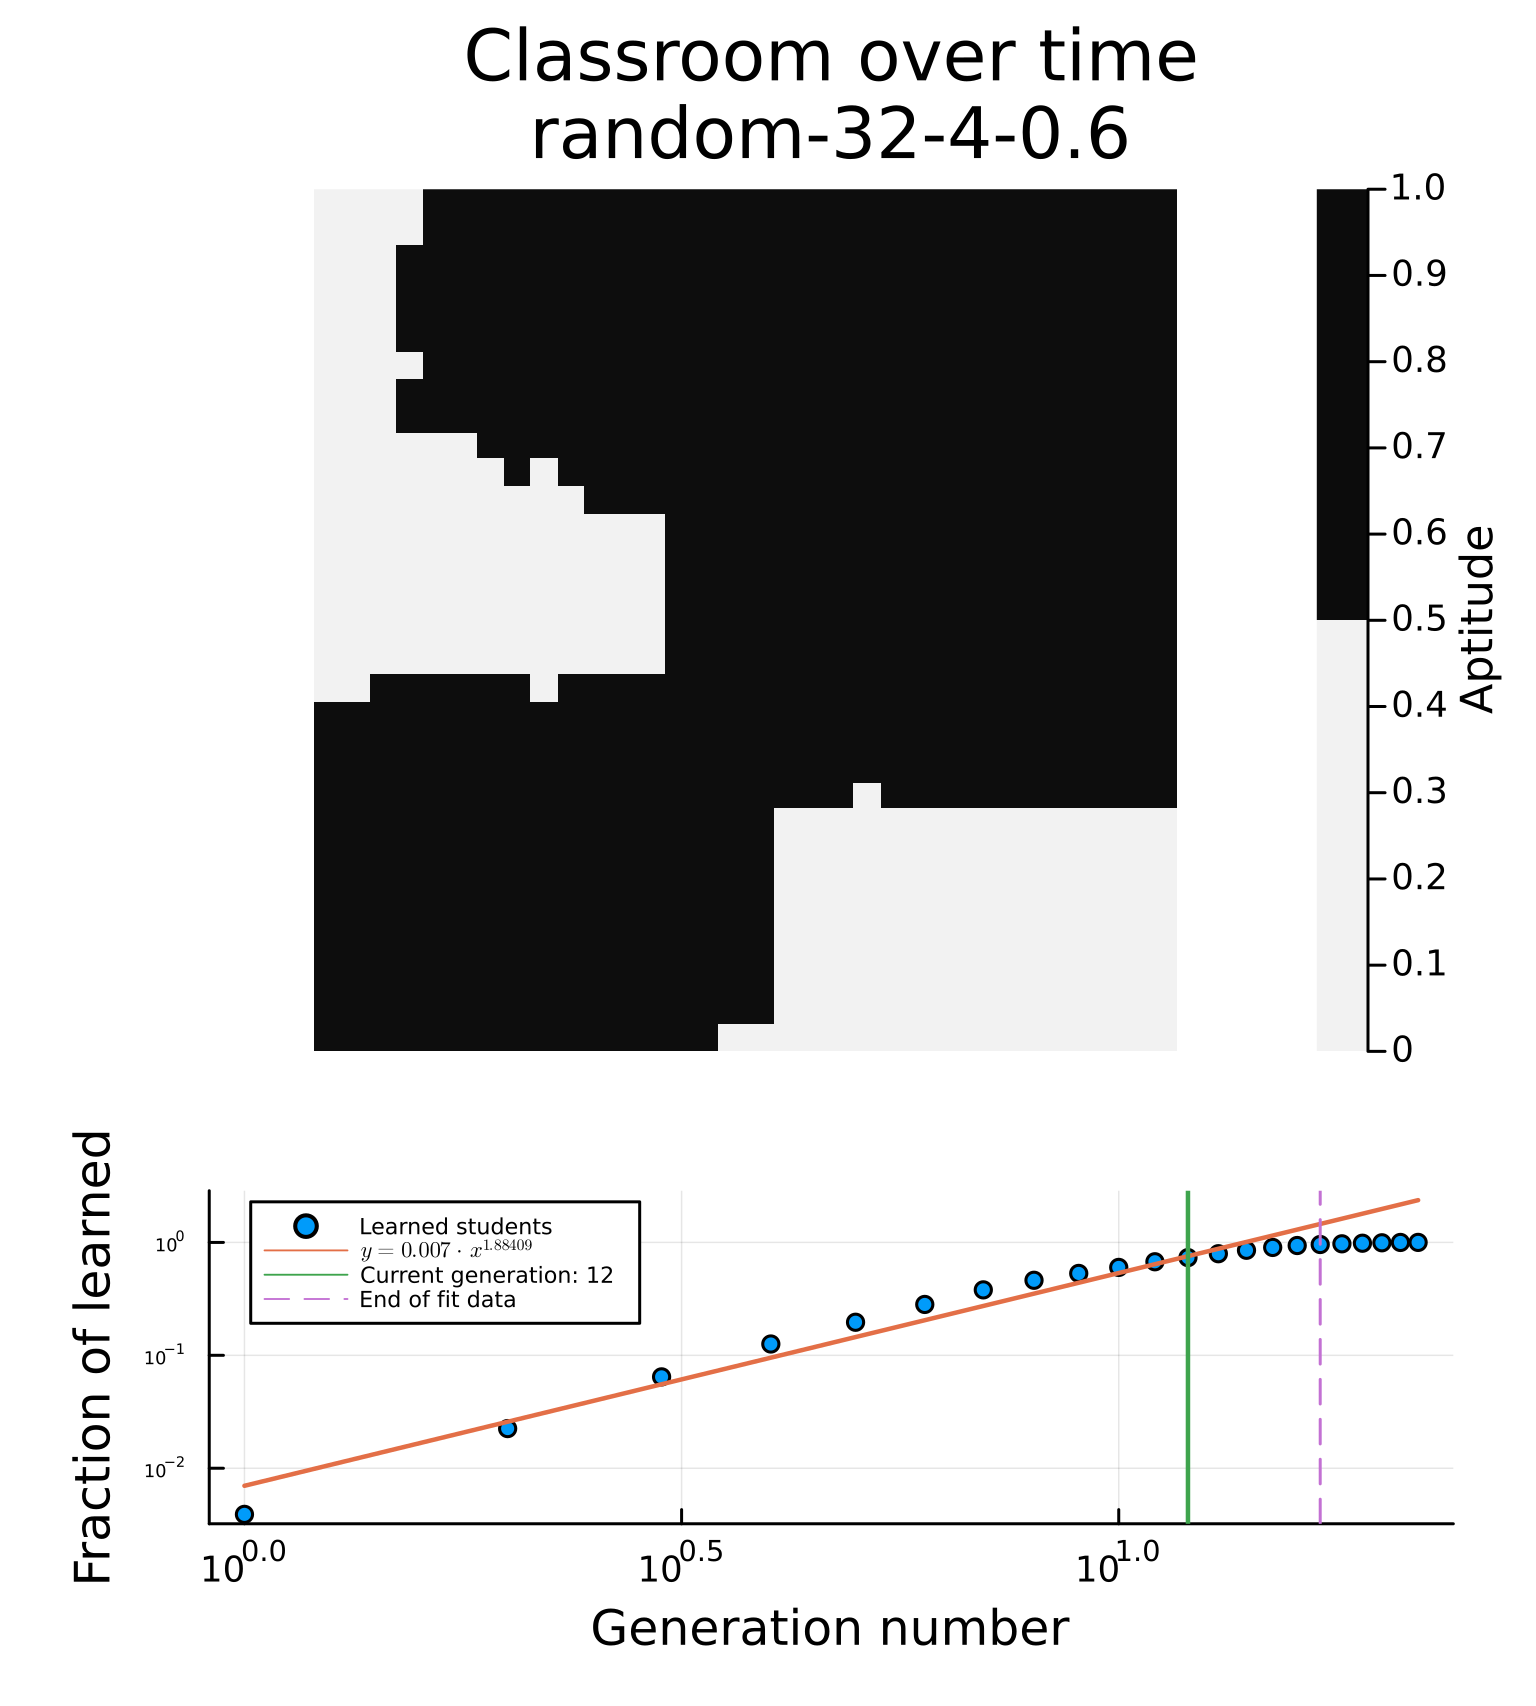 Classroom over time
random-32-4-0.6
1.0
0.9
0.8
0.7
0.6
0.5
0.4
0.3
0.2
0.1
0
Aptitude
Fraction of learned
10^0
10^−1
10^−2
Learned students
y = 0.007 · x^1.88409
Current generation: 12
End of fit data
10^0.0 10^0.5 10^1.0
Generation number